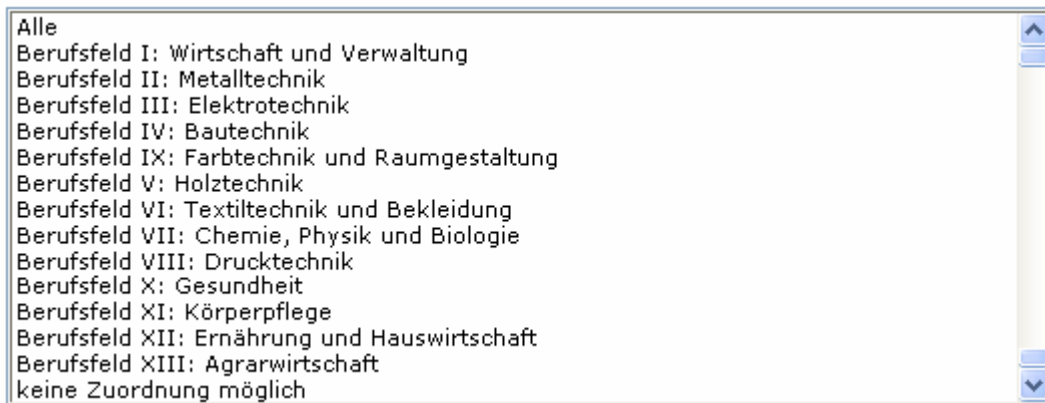 Alle
Berufsfeld I: Wirtschaft und Verwaltung
Berufsfeld II: Metalltechnik
Berufsfeld III: Elektrotechnik
Berufsfeld IV: Bautechnik
Berufsfeld IX: Farbtechnik und Raumgestaltung
Berufsfeld V: Holztechnik
Berufsfeld VI: Textiltechnik und Bekleidung
Berufsfeld VII: Chemie, Physik und Biologie
Berufsfeld VIII: Drucktechnik
Berufsfeld X: Gesundheit
Berufsfeld XI: Körperpflege
Berufsfeld XII: Ernährung und Hauswirtschaft
Berufsfeld XIII: Agrarwirtschaft
keine Zuordnung möglich